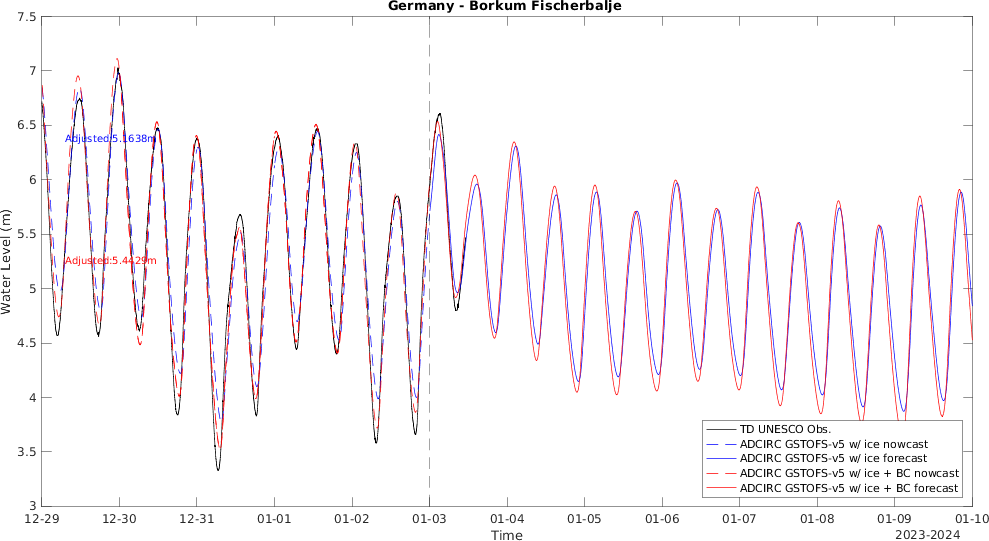 Germany - Borkum Fischerbalje
7.5
7
6.5
6
5.5
5
4.5
4
3.5
3
Water Level (m)
Adjusted:5.1638m
Adjusted:5.4429m
TD UNESCO Obs.
ADCIRC GSTOFS-v5 w/ ice nowcast
ADCIRC GSTOFS-v5 w/ ice forecast
ADCIRC GSTOFS-v5 w/ ice + BC nowcast
ADCIRC GSTOFS-v5 w/ ice + BC forecast
12-29 12-30 12-31 01-01 01-02 01-03 01-04 01-05 01-06 01-07 01-08 01-09 01-10
Time
2023-2024